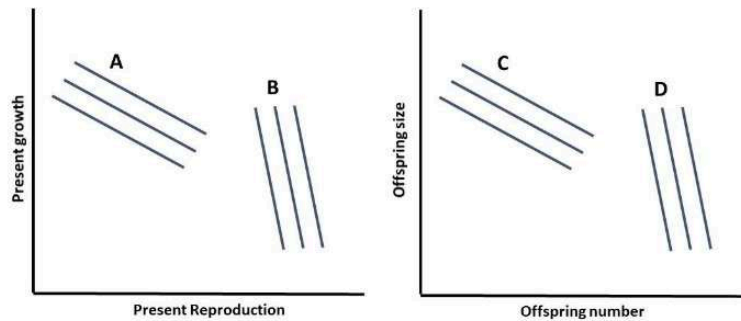 A
B
Present growth
Present Reproduction
C
D
Offspring size
Offspring number